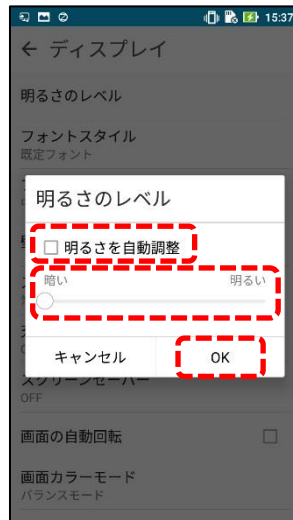 15:37
ディスプレイ
明るさのレベル
フォントスタイル
既定フォント
明るさのレベル
明るさを自動調整
暗い 明るい
キャンセル OK
スクリーンセーバー
OFF
画面の自動回転
画面カラーモード
バランスモード